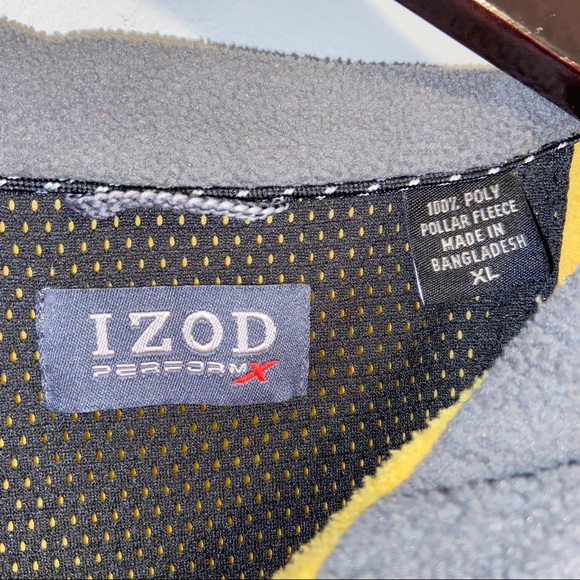 IZOD
PERFORMX
100% POLY
POLLAR FLEECE
MADE IN
BANGLADESH
XL